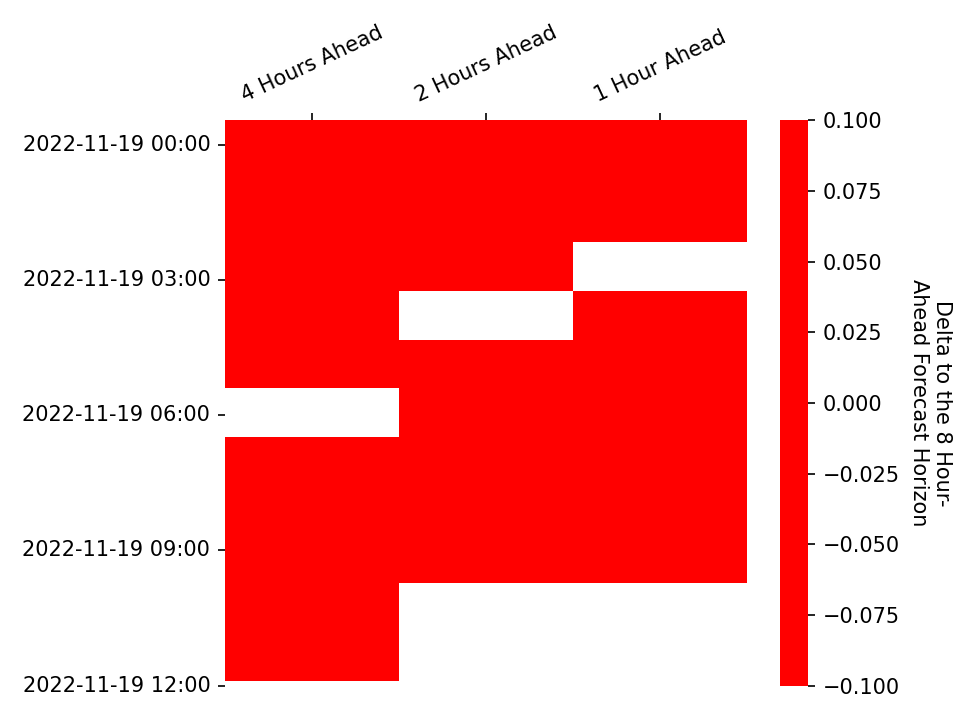 4 Hours Ahead
2 Hours Ahead
1 Hour Ahead
2022-11-19 00:00
2022-11-19 03:00
2022-11-19 06:00
2022-11-19 09:00
2022-11-19 12:00
0.100
0.075
0.050
0.025
0.000
−0.025
−0.050
−0.075
−0.100
Delta to the 8 Hour-
Ahead Forecast Horizon